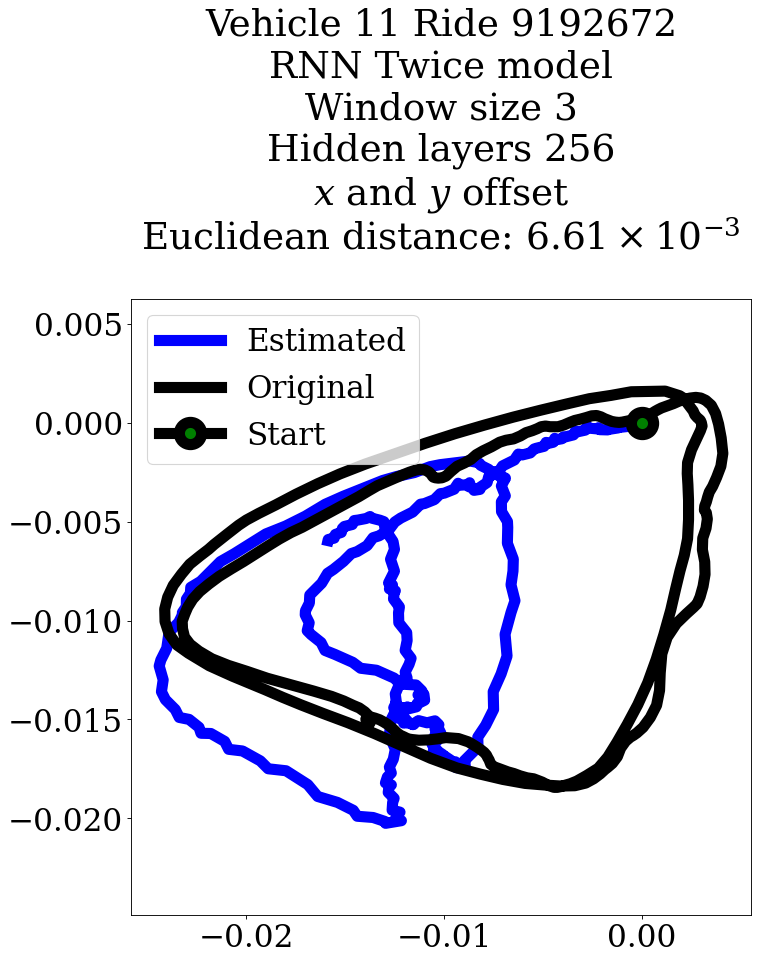 Vehicle 11 Ride 9192672
RNN Twice model
Window size 3
Hidden layers 256
x and y offset
Euclidean distance: 6.61 × 10⁻³
Estimated
Original
Start
0.005
0.000
−0.005
−0.010
−0.015
−0.020
−0.02 −0.01 0.00